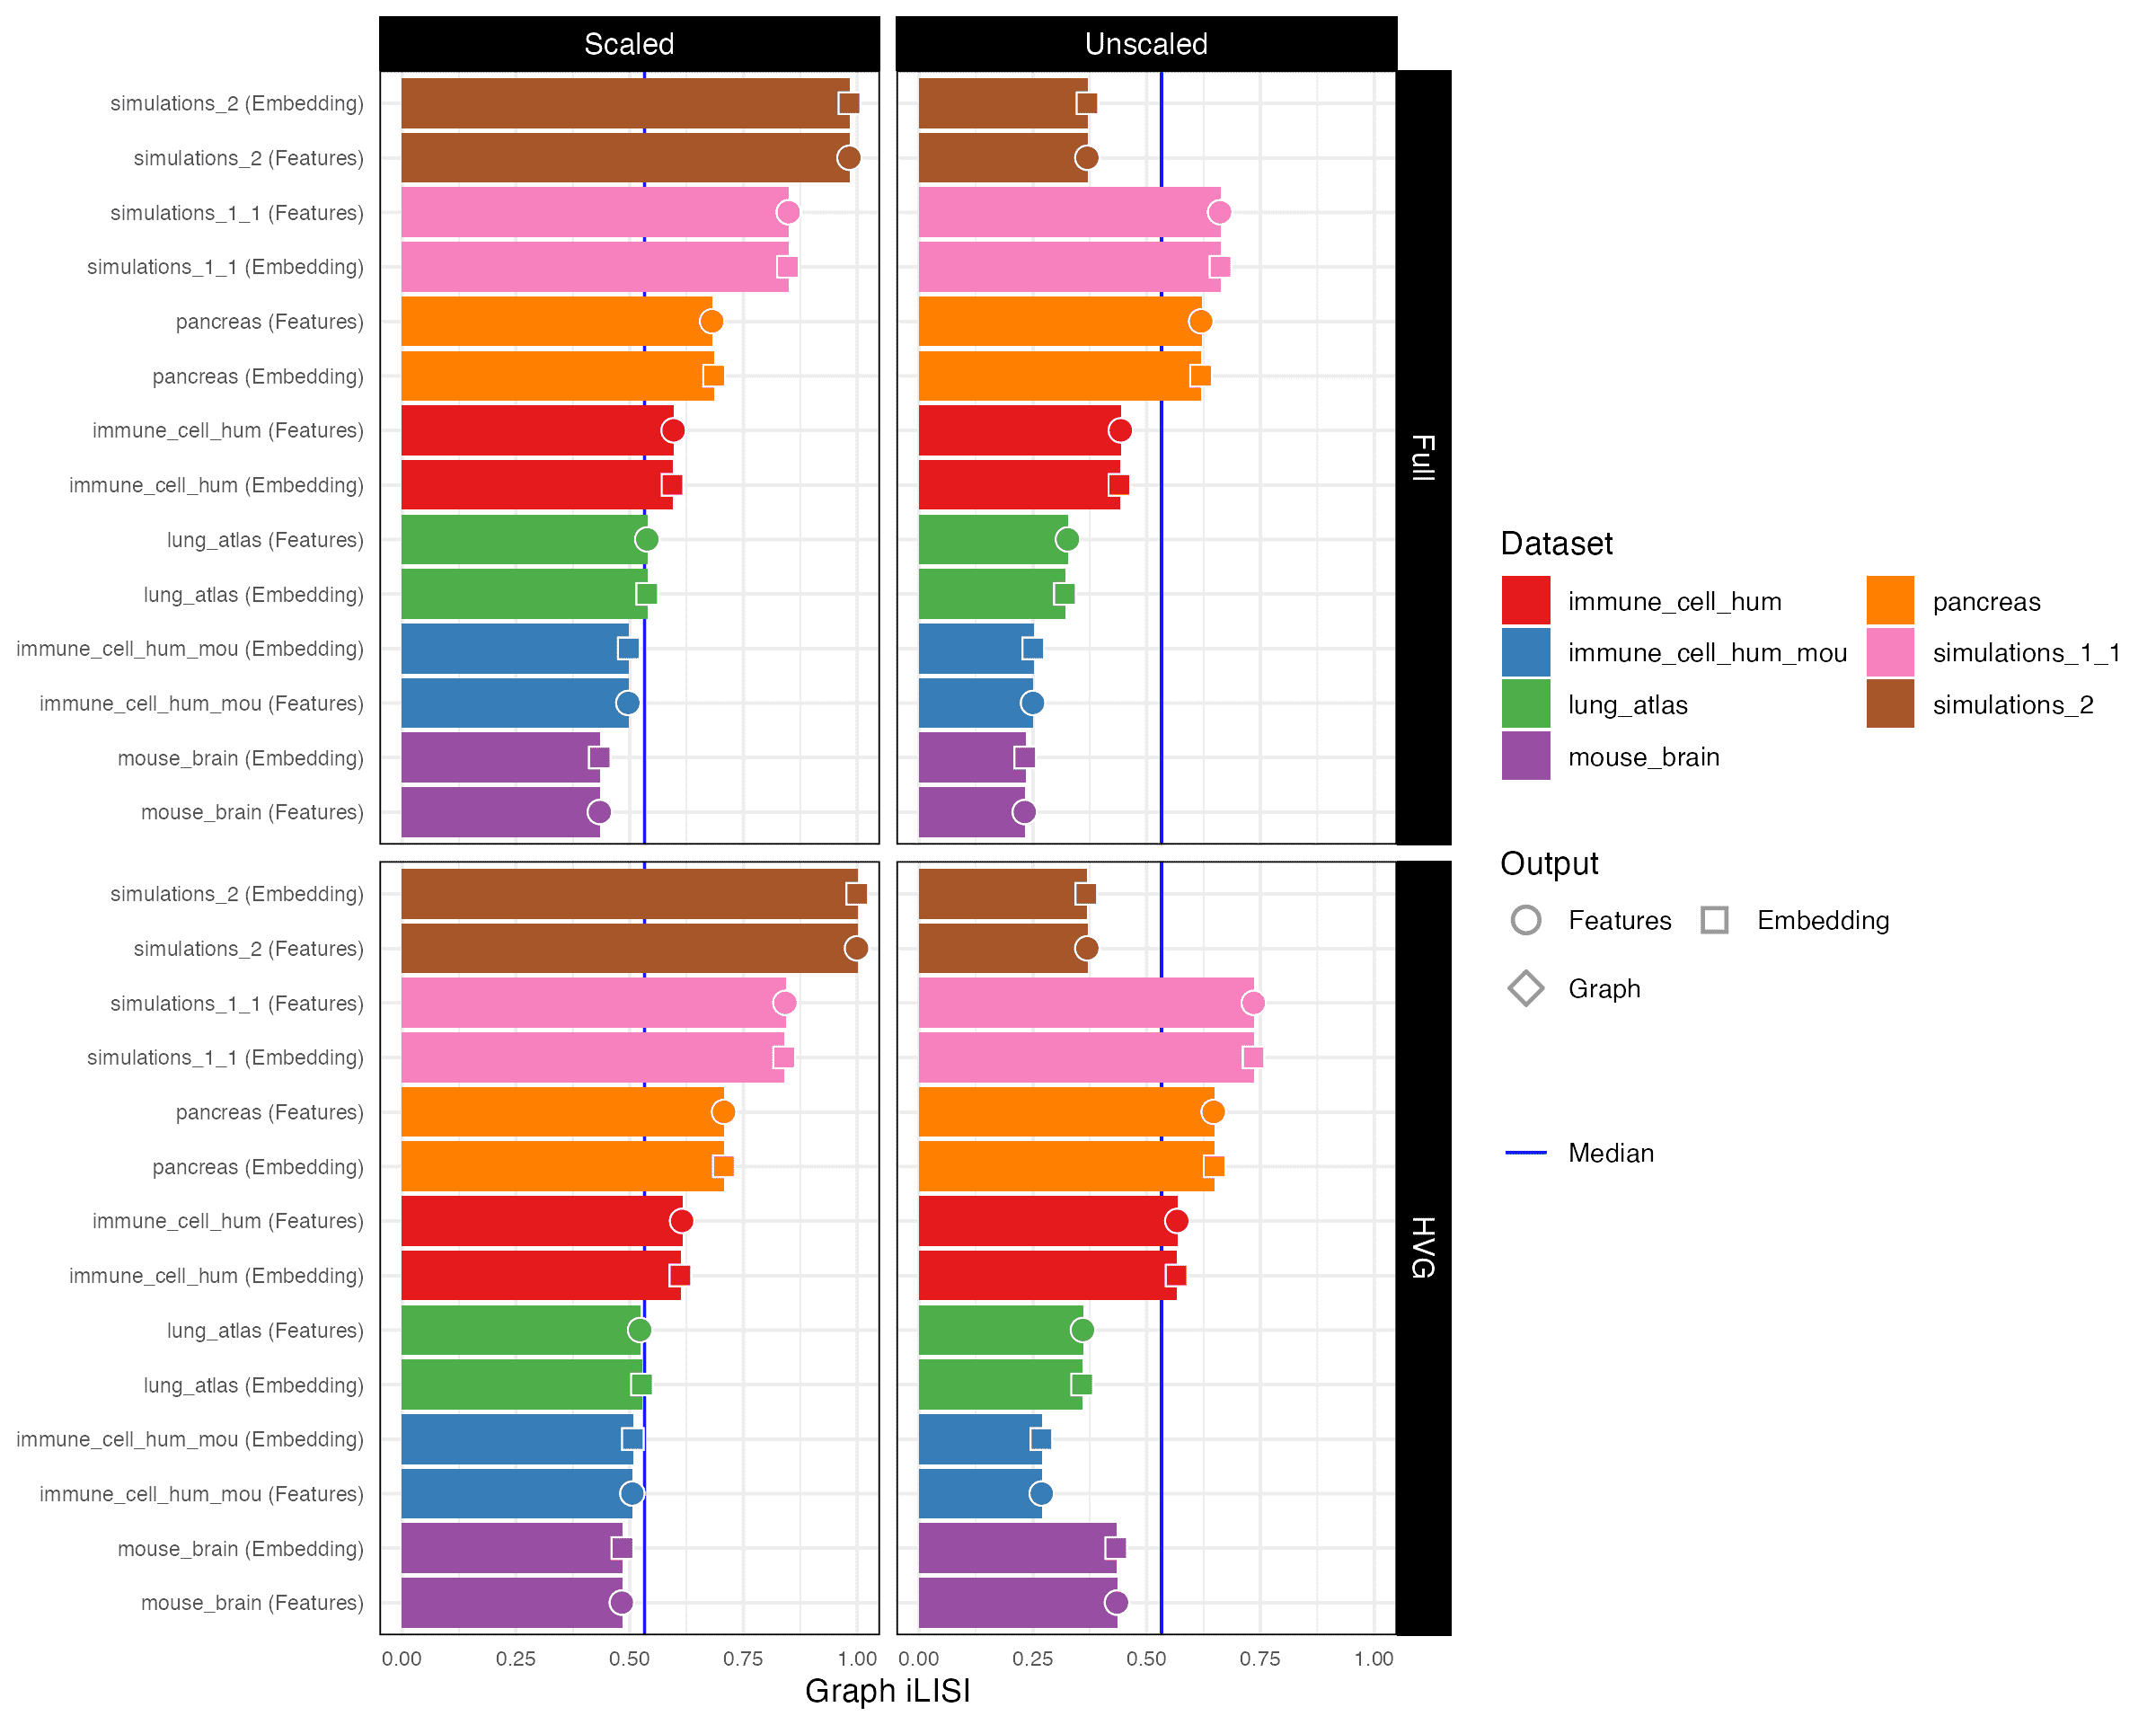 Scaled
Unscaled
simulations_2 (Embedding)
simulations_2 (Features)
simulations_1_1 (Features)
simulations_1_1 (Embedding)
pancreas (Features)
pancreas (Embedding)
immune_cell_hum (Features)
immune_cell_hum (Embedding)
lung_atlas (Features)
lung_atlas (Embedding)
immune_cell_hum_mou (Embedding)
immune_cell_hum_mou (Features)
mouse_brain (Embedding)
mouse_brain (Features)
Full
simulations_2 (Embedding)
simulations_2 (Features)
simulations_1_1 (Features)
simulations_1_1 (Embedding)
pancreas (Features)
pancreas (Embedding)
immune_cell_hum (Features)
immune_cell_hum (Embedding)
lung_atlas (Features)
lung_atlas (Embedding)
immune_cell_hum_mou (Embedding)
immune_cell_hum_mou (Features)
mouse_brain (Embedding)
mouse_brain (Features)
HVG
0.00 0.25 0.50 0.75 1.00 0.00 0.25 0.50 0.75 1.00
Graph iLISI
Dataset
immune_cell_hum
pancreas
immune_cell_hum_mou
simulations_1_1
lung_atlas
simulations_2
mouse_brain
Output
Features
Embedding
Graph
Median